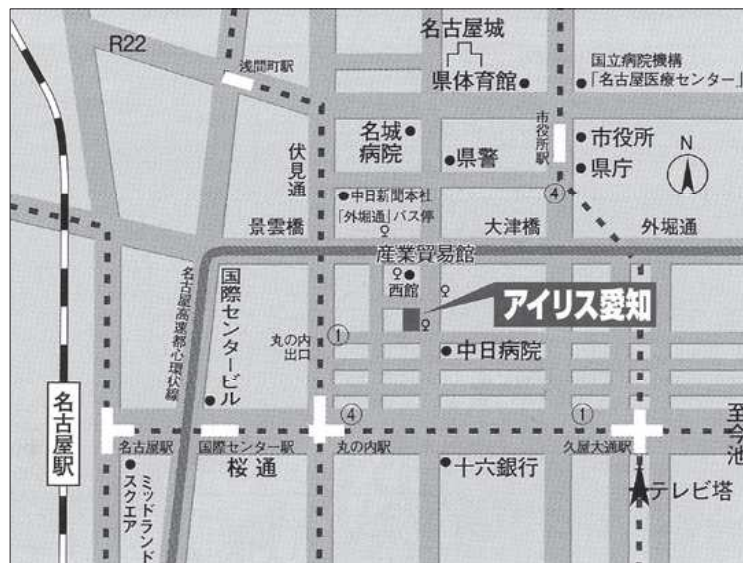 R22
浅間町駅
名古屋城
県体育館
国立病院機構
「名古屋医療センター」
市役所駅
市役所
県庁
N
名城
病院
県警
伏見通
中日新聞本社
「外堀通」バス停
④
景雲橋
大津橋
外堀通
産業貿易館
西館
アイリス愛知
名古屋高速都心環状線
国際センタービル
丸の内
出口
①
中日病院
名古屋駅
④
①
至今池
名古屋駅
国際センター駅
丸の内駅
久屋大通駅
桜通
十六銀行
テレビ塔
ミッドランド
スクエア